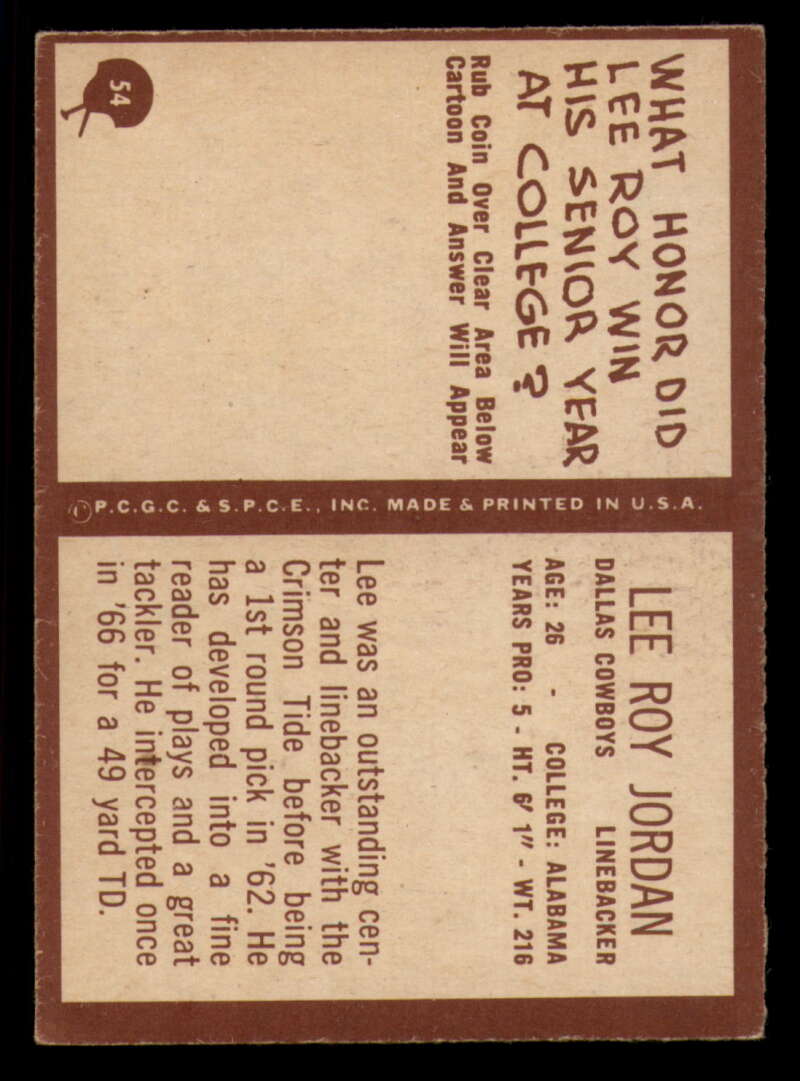 54
WHAT HONOR DID
LEE ROY WIN
HIS SENIOR YEAR
AT COLLEGE?
Rub Coin Over Clear Area Below
Cartoon And Answer Will Appear
©P.C.G.C. & S.P.C.E., INC. MADE & PRINTED IN U.S.A.
LEE ROY JORDAN
DALLAS COWBOYS LINEBACKER
AGE: 26 - COLLEGE: ALABAMA
YEARS PRO: 5 - HT. 6' 1" - WT. 216
Lee was an outstanding cen-
ter and linebacker with the
Crimson Tide before being
a 1st round pick in '62. He
has developed into a fine
reader of plays and a great
tackler. He intercepted once
in '66 for a 49 yard TD.